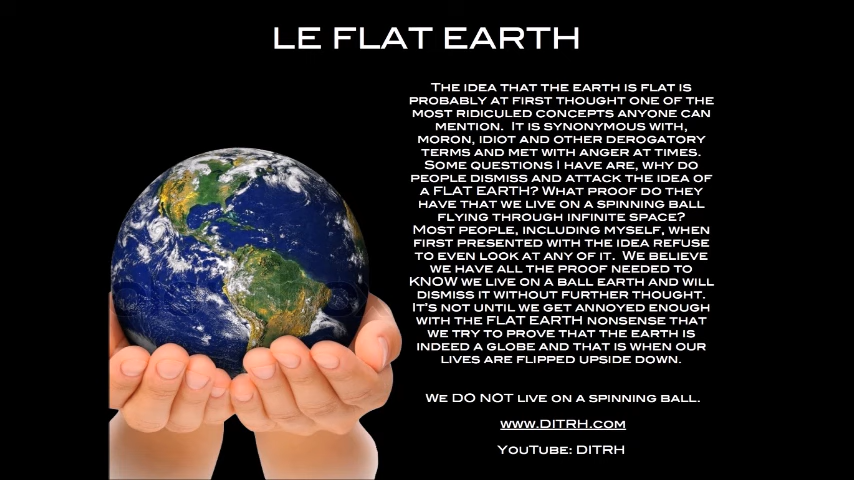 LE FLAT EARTH
THE IDEA THAT THE EARTH IS FLAT IS
PROBABLY AT FIRST THOUGHT ONE OF THE
MOST RIDICULED CONCEPTS ANYONE CAN
MENTION. IT IS SYNONYMOUS WITH,
MORON, IDIOT AND OTHER DEROGATORY
TERMS AND MET WITH ANGER AT TIMES.
SOME QUESTIONS I HAVE ARE, WHY DO
PEOPLE DISMISS AND ATTACK THE IDEA OF
A FLAT EARTH? WHAT PROOF DO THEY
HAVE THAT WE LIVE ON A SPINNING BALL
FLYING THROUGH INFINITE SPACE?
MOST PEOPLE, INCLUDING MYSELF, WHEN
FIRST PRESENTED WITH THE IDEA REFUSE
TO EVEN LOOK AT ANY OF IT. WE BELIEVE
WE HAVE ALL THE PROOF NEEDED TO
KNOW WE LIVE ON A BALL EARTH AND WILL
DISMISS IT WITHOUT FURTHER THOUGHT.
IT'S NOT UNTIL WE GET ANNOYED ENOUGH
WITH THE FLAT EARTH NONSENSE THAT
WE TRY TO PROVE THAT THE EARTH IS
INDEED A GLOBE AND THAT IS WHEN OUR
LIVES ARE FLIPPED UPSIDE DOWN.
WE DO NOT LIVE ON A SPINNING BALL.
WWW.DITRH.COM
YOUTUBE: DITRH